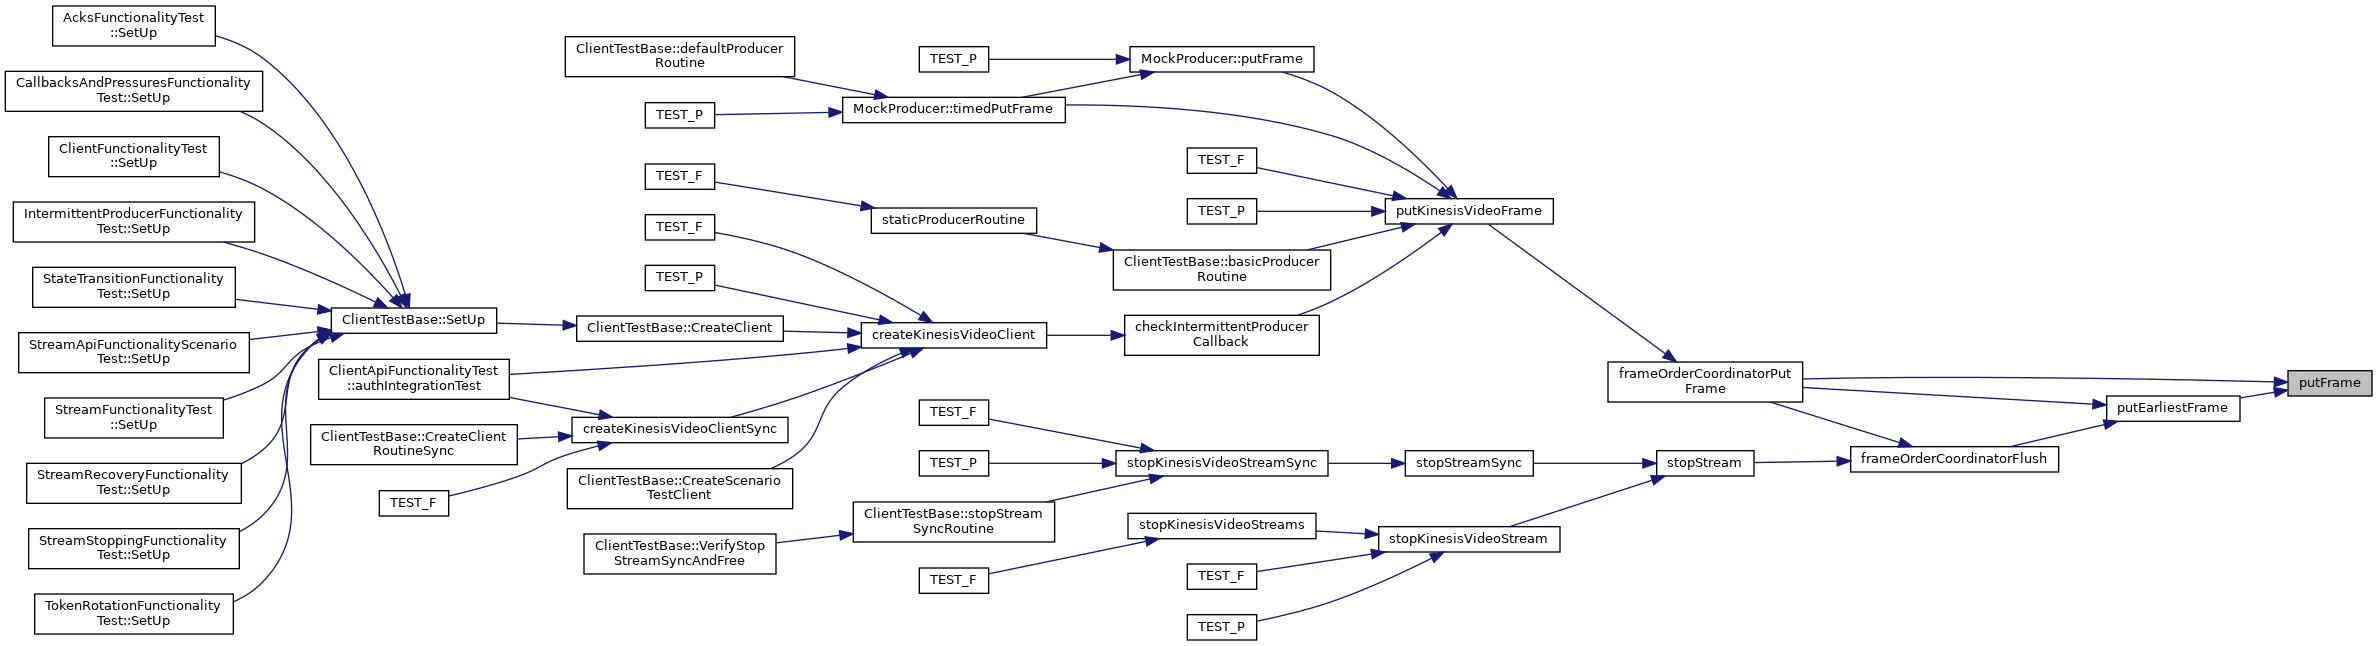 AcksFunctionalityTest
::SetUp
CallbacksAndPressuresFunctionality
Test::SetUp
ClientFunctionalityTest
::SetUp
IntermittentProducerFunctionality
Test::SetUp
StateTransitionFunctionality
Test::SetUp
StreamApiFunctionalityScenario
Test::SetUp
StreamFunctionalityTest
::SetUp
StreamRecoveryFunctionality
Test::SetUp
StreamStoppingFunctionality
Test::SetUp
TokenRotationFunctionality
Test::SetUp
ClientTestBase::SetUp
ClientApiFunctionalityTest
::authIntegrationTest
ClientTestBase::CreateClient
RoutineSync
TEST_F
ClientTestBase::defaultProducer
Routine
TEST_P
TEST_F
TEST_F
TEST_P
ClientTestBase::CreateClient
createKinesisVideoClientSync
ClientTestBase::CreateScenario
TestClient
ClientTestBase::VerifyStop
StreamSyncAndFree
TEST_P
MockProducer::timedPutFrame
staticProducerRoutine
createKinesisVideoClient
TEST_F
TEST_P
ClientTestBase::stopStream
SyncRoutine
TEST_F
MockProducer::putFrame
TEST_F
TEST_P
ClientTestBase::basicProducer
Routine
checkIntermittentProducer
Callback
stopKinesisVideoStreamSync
stopKinesisVideoStreams
TEST_F
TEST_P
putKinesisVideoFrame
stopStreamSync
stopKinesisVideoStream
frameOrderCoordinatorPut
Frame
stopStream
frameOrderCoordinatorFlush
putEarliestFrame
putFrame